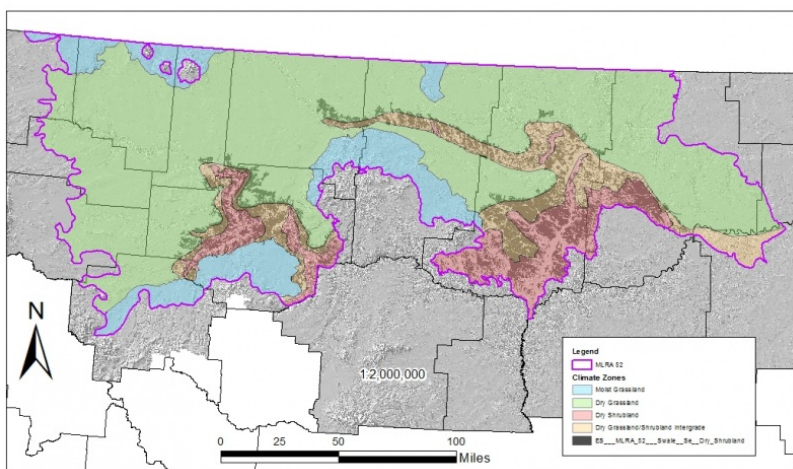 N
1:2,000,000
0
50
100
Miles
Legend
MLRA 52
Climate Zones
Moist Grassland
Dry Grassland
Dry Shrubland
Dry Grassland/Shrubland Intergrade
ES___MLRA_52___Swale__Se__Dry_Shrubland